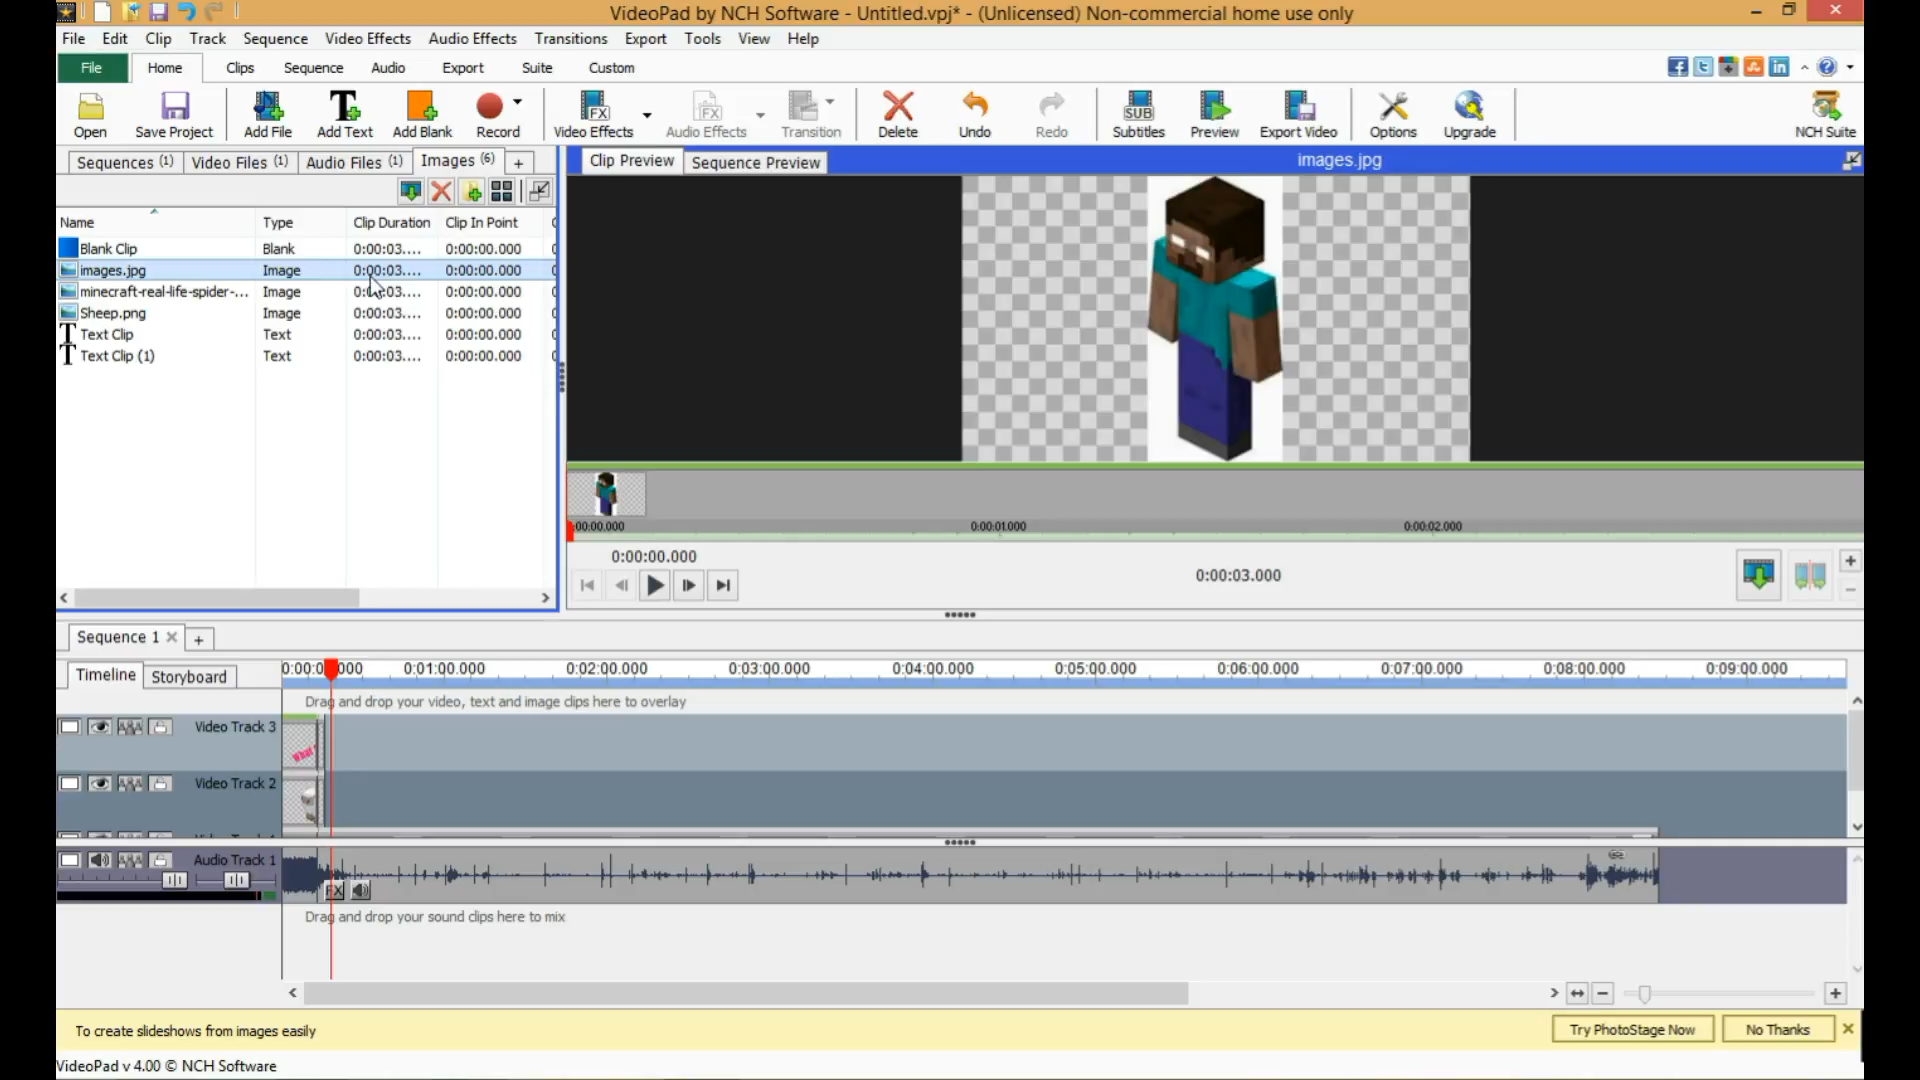 VideoPad by NCH Software - Untitled.vpj* - (Unlicensed) Non-commercial home use only
File Edit Clip Track Sequence Video Effects Audio Effects Transitions Export Tools View Help
File Home Clips Sequence Audio Export Suite Custom
Open Save Project Add File Add Text Add Blank Record Video Effects Audio Effects Transition Delete Undo Redo Subtitles Preview Export Video Options Upgrade NCH Suite
Sequences (1) Video Files (1) Audio Files (1) Images (6) +
Clip Preview Sequence Preview images.jpg
Name Type Clip Duration Clip In Point
Blank Clip Blank 0:00:03.... 0:00:00.000
images.jpg Image 0:00:03.... 0:00:00.000
minecraft-real-life-spider-... Image 0:00:03.... 0:00:00.000
Sheep.png Image 0:00:03.... 0:00:00.000
Text Clip Text 0:00:03.... 0:00:00.000
Text Clip (1) Text 0:00:03.... 0:00:00.000
:00:00.000 0:00:01.000 0:00:02.000
0:00:00.000
0:00:03.000
Sequence 1 +
Timeline Storyboard
0:00:0 000 0:01:00.000 0:02:00.000 0:03:00.000 0:04:00.000 0:05:00.000 0:06:00.000 0:07:00.000 0:08:00.000 0:09:00.000
Drag and drop your video, text and image clips here to overlay
Video Track 3
What
Video Track 2
Audio Track 1
FX
Drag and drop your sound clips here to mix
To create slideshows from images easily
Try PhotoStage Now No Thanks
VideoPad v 4.00 © NCH Software